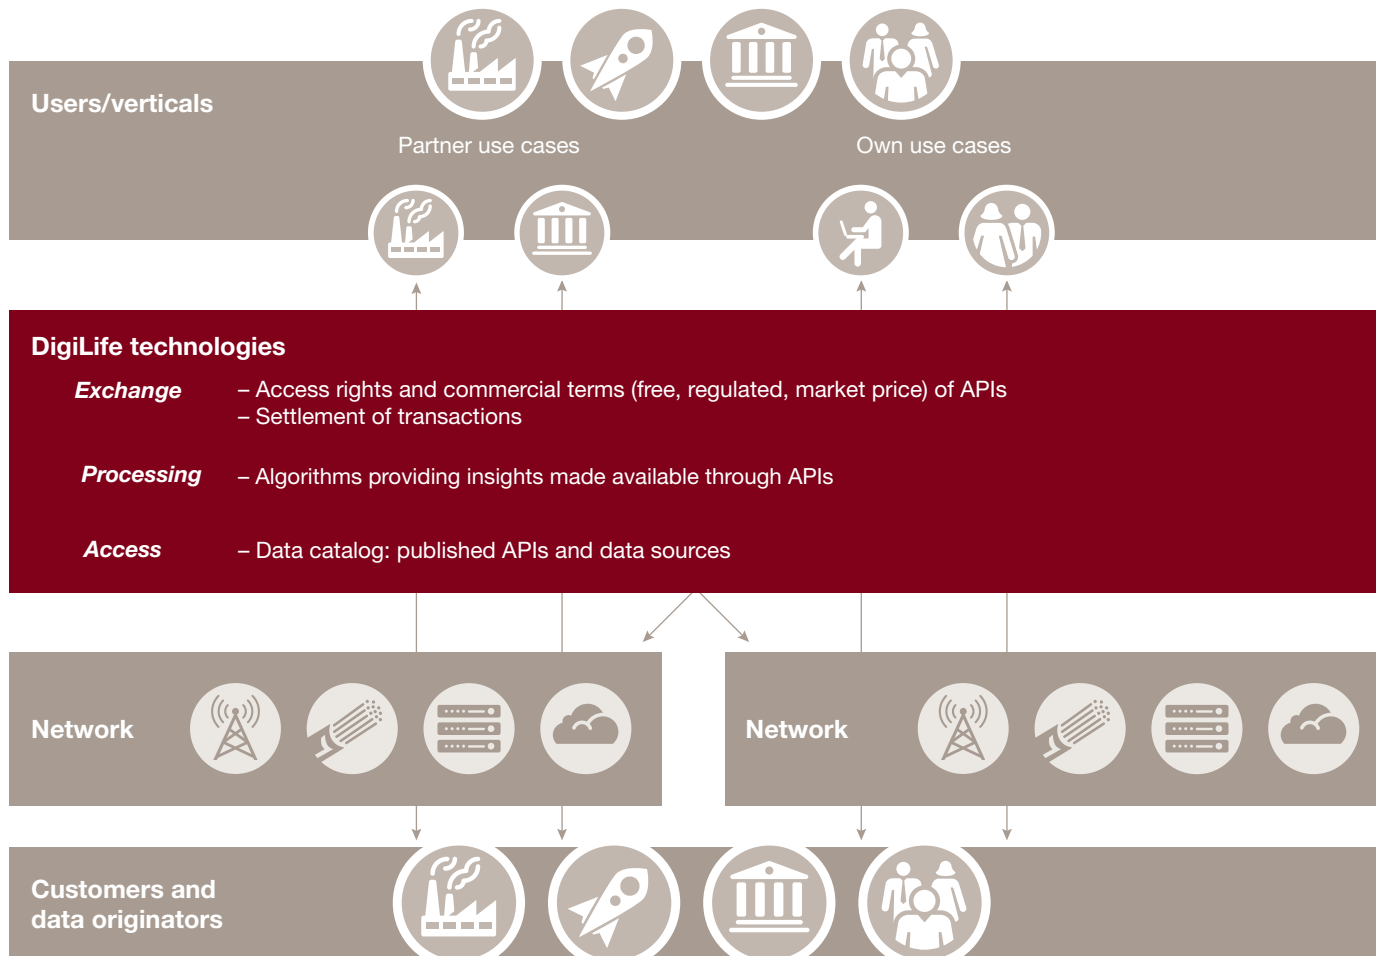 Users/verticals
Partner use cases
Own use cases
DigiLife technologies
Exchange
– Access rights and commercial terms (free, regulated, market price) of APIs
– Settlement of transactions
Processing
– Algorithms providing insights made available through APIs
Access
– Data catalog: published APIs and data sources
Network
Network
Customers and
data originators